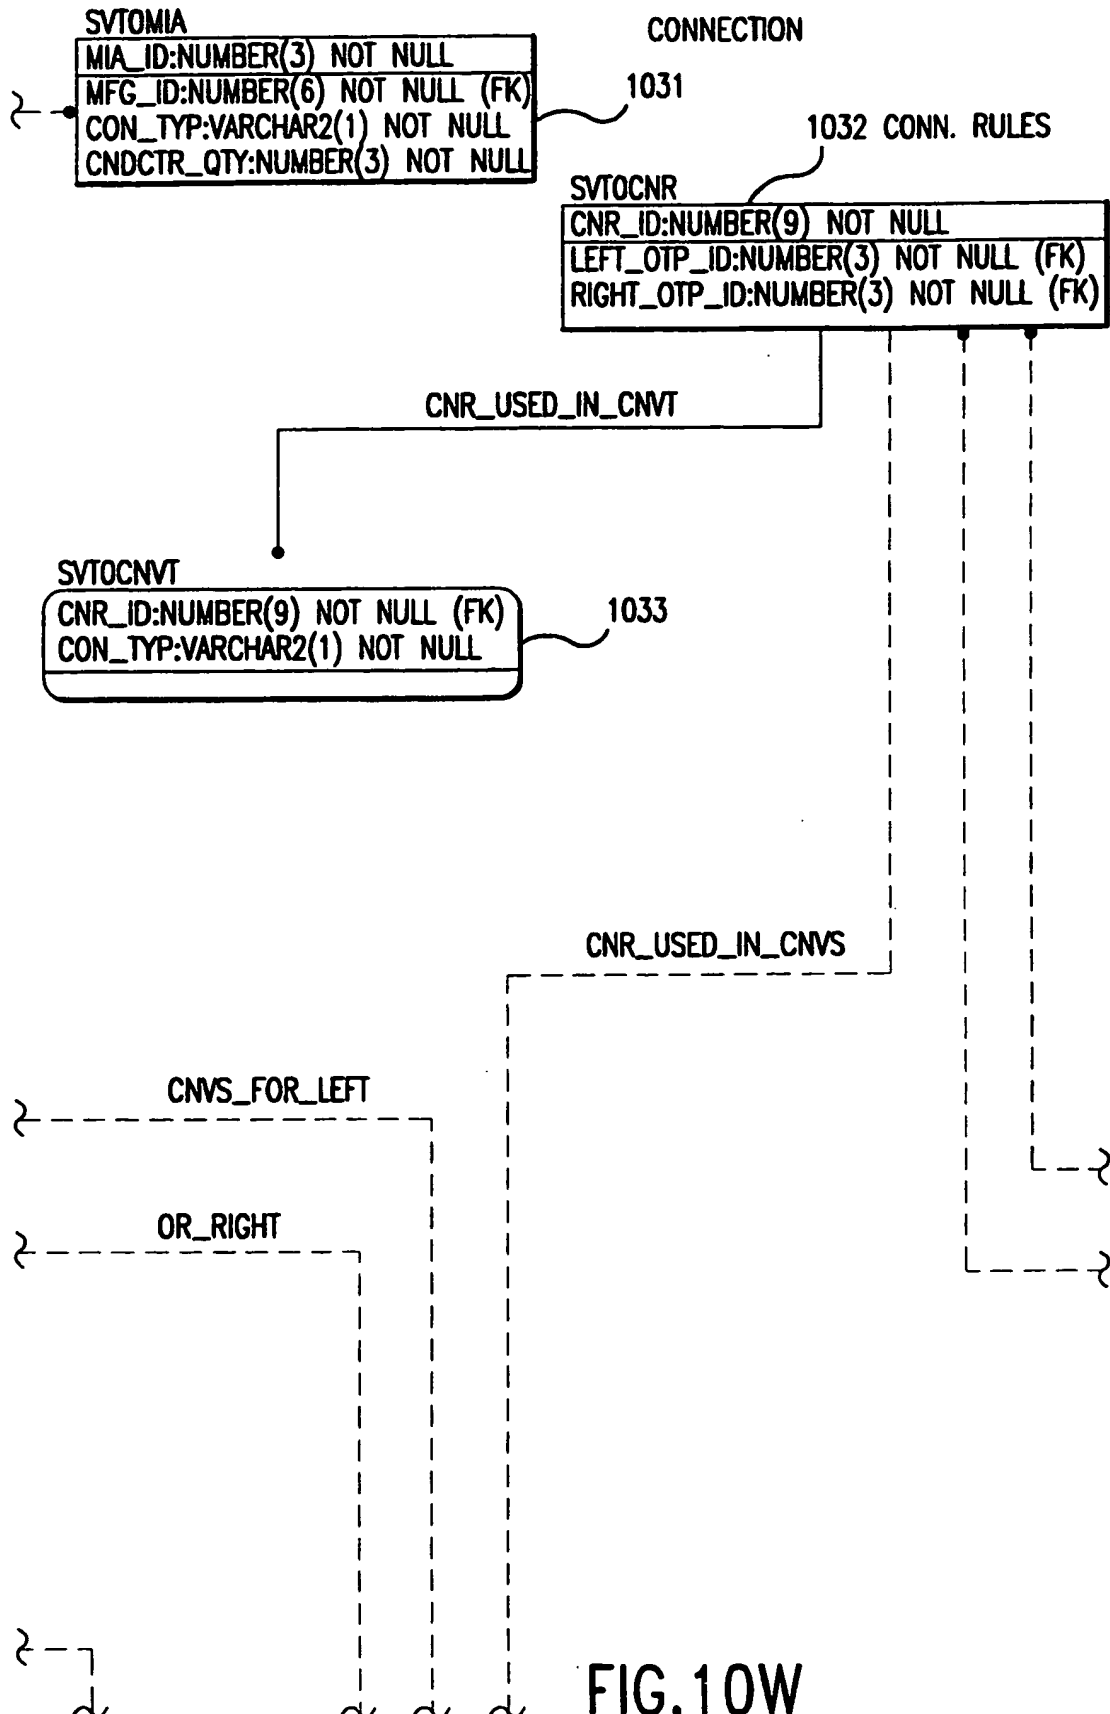 SVTOMIA
CONNECTION
MIA_ID:NUMBER(3) NOT NULL
MFG_ID:NUMBER(6) NOT NULL (FK)
CON_TYP:VARCHAR2(1) NOT NULL
CNDCTR_QTY:NUMBER(3) NOT NULL
1031
1032 CONN. RULES
SVTOCNR
CNR_ID:NUMBER(9) NOT NULL
LEFT_OTP_ID:NUMBER(3) NOT NULL (FK)
RIGHT_OTP_ID:NUMBER(3) NOT NULL (FK)
CNR_USED_IN_CNVT
SVTOCNVT
CNR_ID:NUMBER(9) NOT NULL (FK)
CON_TYP:VARCHAR2(1) NOT NULL
1033
CNR_USED_IN_CNVS
CNVS_FOR_LEFT
OR_RIGHT
FIG.10W